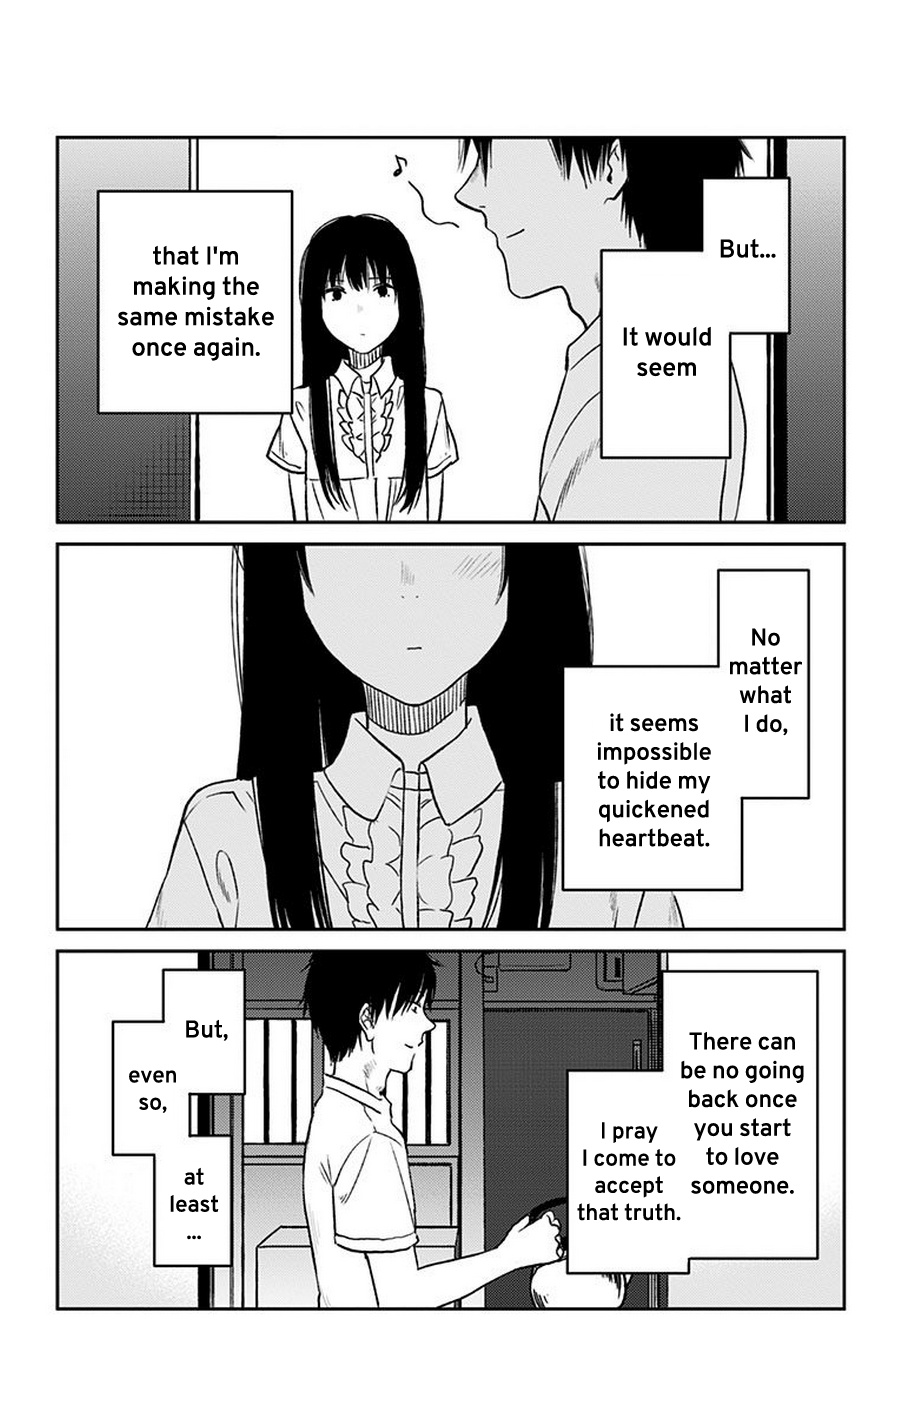 But...
It would
seem
that I'm
making the
same mistake
once again.
No
matter
what
I do,
it seems
impossible
to hide my
quickened
heartbeat.
There can
be no going
back once
you start
to love
someone.
I pray
I come to
accept
that truth.
But,
even
so,
at
least
...